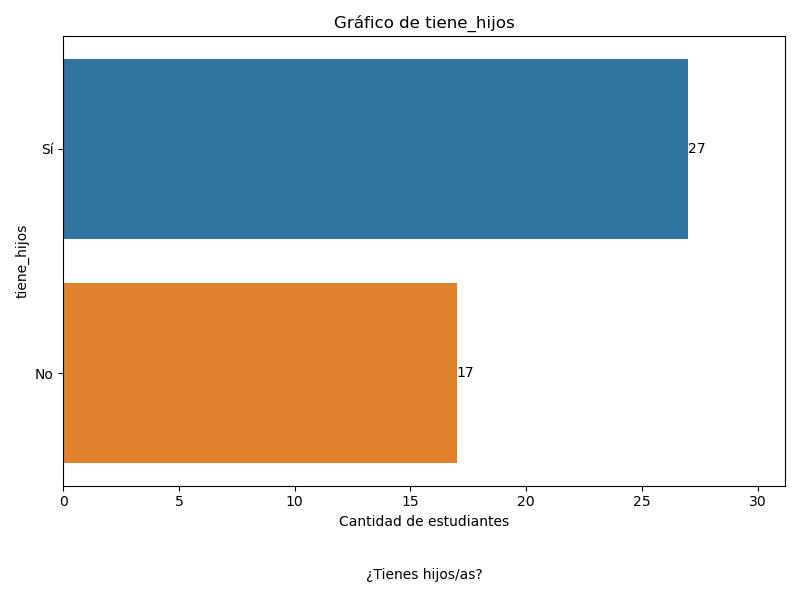 Gráfico de tiene_hijos
Sí
27
tiene_hijos
No
17
0 5 10 15 20 25 30
Cantidad de estudiantes
¿Tienes hijos/as?